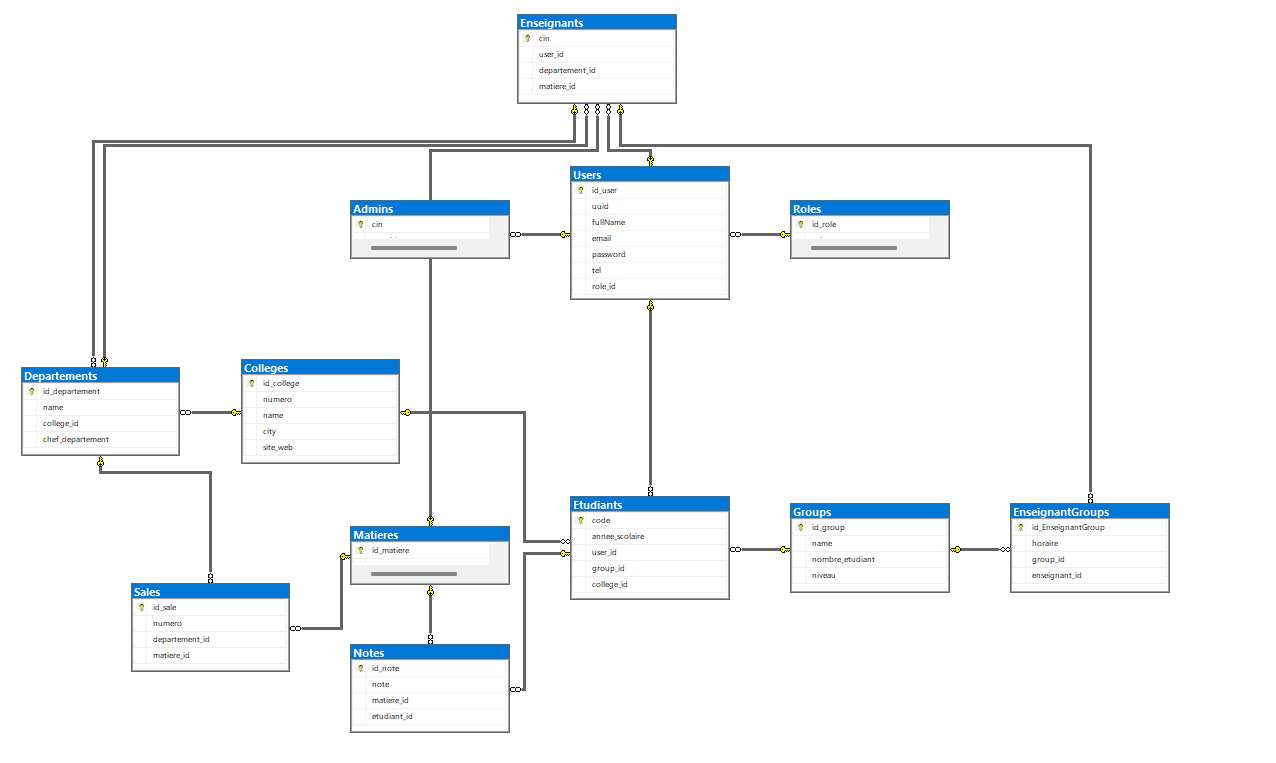 Enseignants
cin
user_id
departement_id
matiere_id
Users
id_user
uuid
fullName
email
password
tel
role_id
Admins
cin
Roles
id_role
Departements
id_departement
name
college_id
chef_departement
Colleges
id_college
numero
name
city
site_web
Matieres
id_matiere
Etudiants
code
annee_scolaire
user_id
group_id
college_id
Groups
id_group
name
nombre_etudiant
niveau
EnseignantGroups
id_EnseignantGroup
horaire
group_id
enseignant_id
Sales
id_sale
numero
departement_id
matiere_id
Notes
id_note
note
matiere_id
etudiant_id